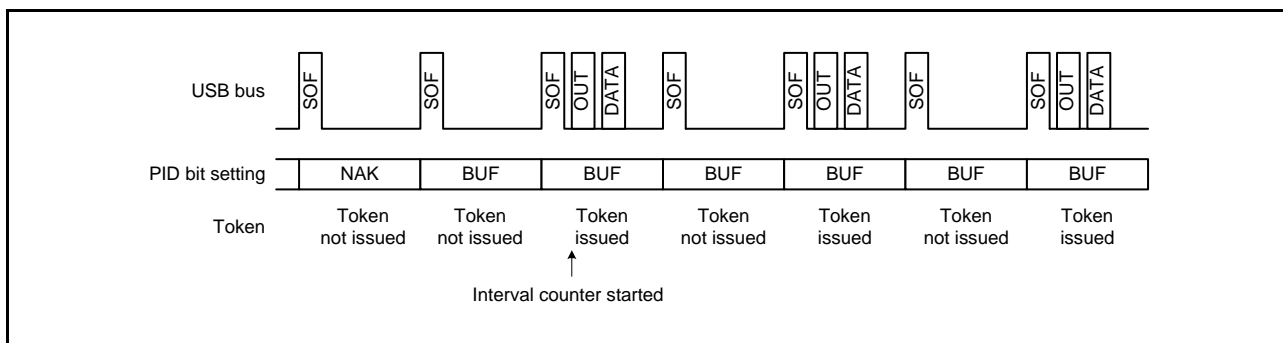 USB bus SOF SOF SOF OUT DATA SOF SOF OUT DATA SOF SOF OUT DATA
PID bit setting NAK BUF BUF BUF BUF BUF BUF
Token Token not issued Token not issued Token issued Token not issued Token issued Token not issued Token issued
Interval counter started